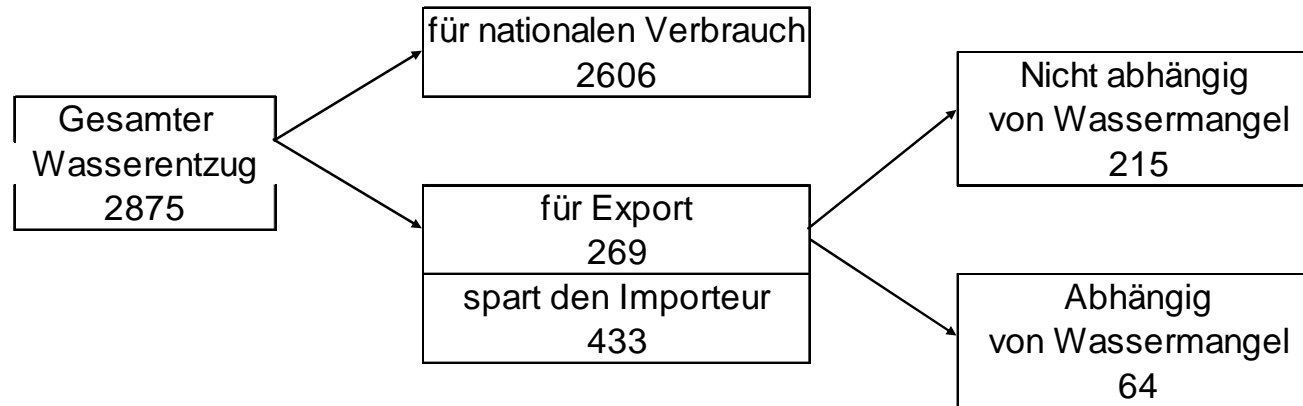 Gesamter
Wasserentzug
2875
für nationalen Verbrauch
2606
für Export
269
spart den Importeur
433
Nicht abhängig
von Wassermangel
215
Abhängig
von Wassermangel
64